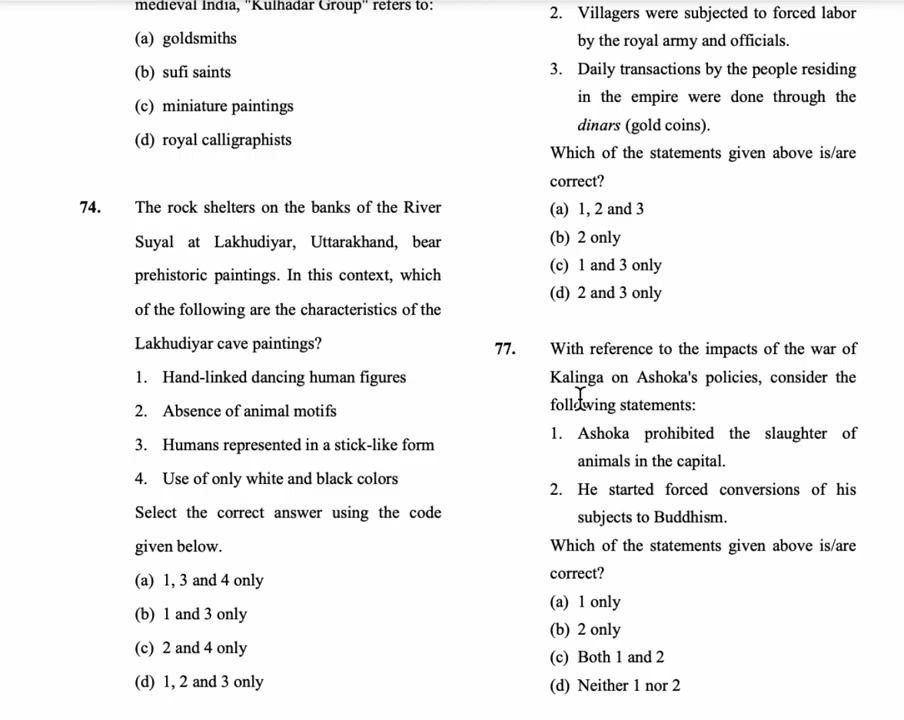 medieval India, "Kulhadar Group" refers to:
(a) goldsmiths
(b) sufi saints
(c) miniature paintings
(d) royal calligraphists
74. The rock shelters on the banks of the River
Suyal at Lakhudiyar, Uttarakhand, bear
prehistoric paintings. In this context, which
of the following are the characteristics of the
Lakhudiyar cave paintings?
1. Hand-linked dancing human figures
2. Absence of animal motifs
3. Humans represented in a stick-like form
4. Use of only white and black colors
Select the correct answer using the code
given below.
(a) 1, 3 and 4 only
(b) 1 and 3 only
(c) 2 and 4 only
(d) 1, 2 and 3 only
2. Villagers were subjected to forced labor
by the royal army and officials.
3. Daily transactions by the people residing
in the empire were done through the
dinars (gold coins).
Which of the statements given above is/are
correct?
(a) 1, 2 and 3
(b) 2 only
(c) 1 and 3 only
(d) 2 and 3 only
77. With reference to the impacts of the war of
Kalinga on Ashoka's policies, consider the
following statements:
1. Ashoka prohibited the slaughter of
animals in the capital.
2. He started forced conversions of his
subjects to Buddhism.
Which of the statements given above is/are
correct?
(a) 1 only
(b) 2 only
(c) Both 1 and 2
(d) Neither 1 nor 2